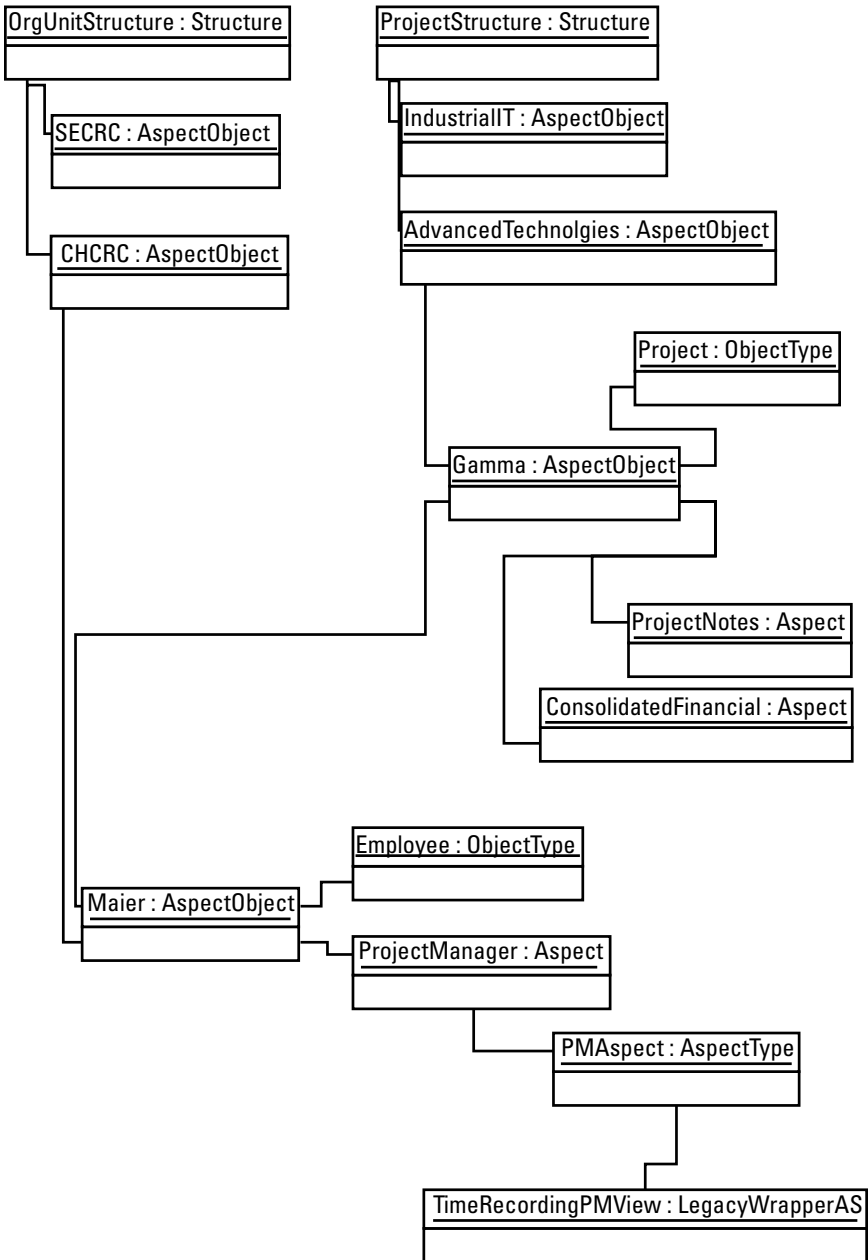 OrgUnitStructure : Structure
ProjectStructure : Structure
SECRC : AspectObject
IndustrialIT : AspectObject
CHCRC : AspectObject
AdvancedTechnolgies : AspectObject
Project : ObjectType
Gamma : AspectObject
ProjectNotes : Aspect
ConsolidatedFinancial : Aspect
Employee : ObjectType
Maier : AspectObject
ProjectManager : Aspect
PMAspect : AspectType
TimeRecordingPMView : LegacyWrapperAS